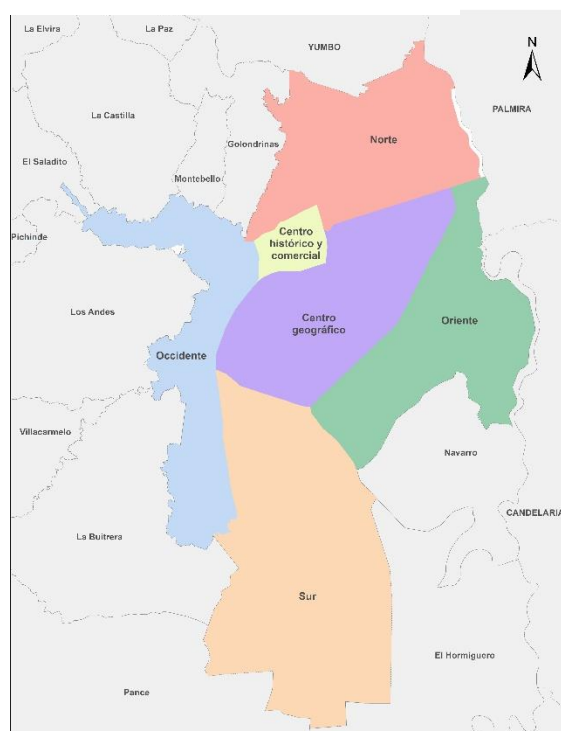 La Elvira
La Paz
YUMBO
N
PALMIRA
La Castilla
Golondrinas
Norte
El Saladito
Montebello
Pichinde
Centro
histórico y
comercial
Los Andes
Centro
geográfico
Oriente
Occidente
Villacarmelo
Navarro
CANDELARIA
La Buitrera
Sur
El Hormiguero
Pance